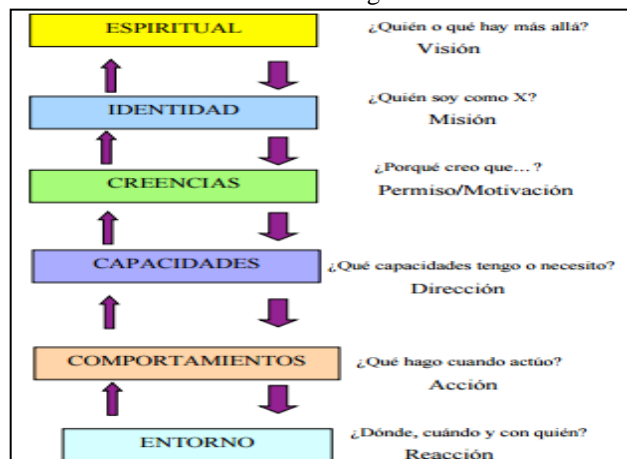 ESPIRITUAL
¿Quién o qué hay más allá?
Visión
IDENTIDAD
¿Quién soy como X?
Misión
CREENCIAS
¿Porqué creo que...?
Permiso/Motivación
CAPACIDADES
¿Qué capacidades tengo o necesito?
Dirección
COMPORTAMIENTOS
¿Qué hago cuando actúo?
Acción
ENTORNO
¿Dónde, cuándo y con quién?
Reacción